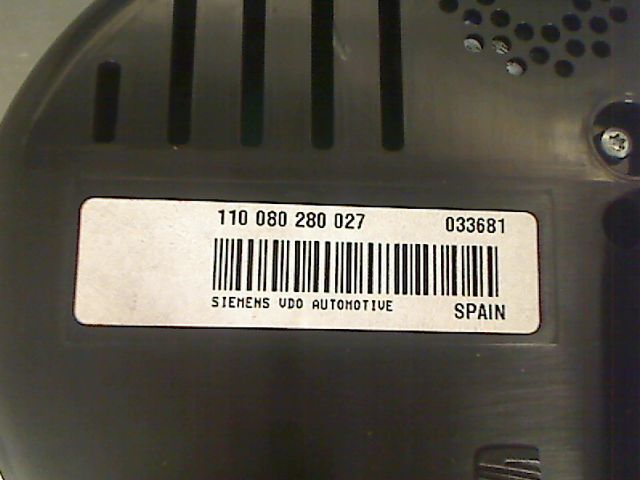 110 080 280 027 033681
SIEMENS VDO AUTOMOTIVE
SPAIN